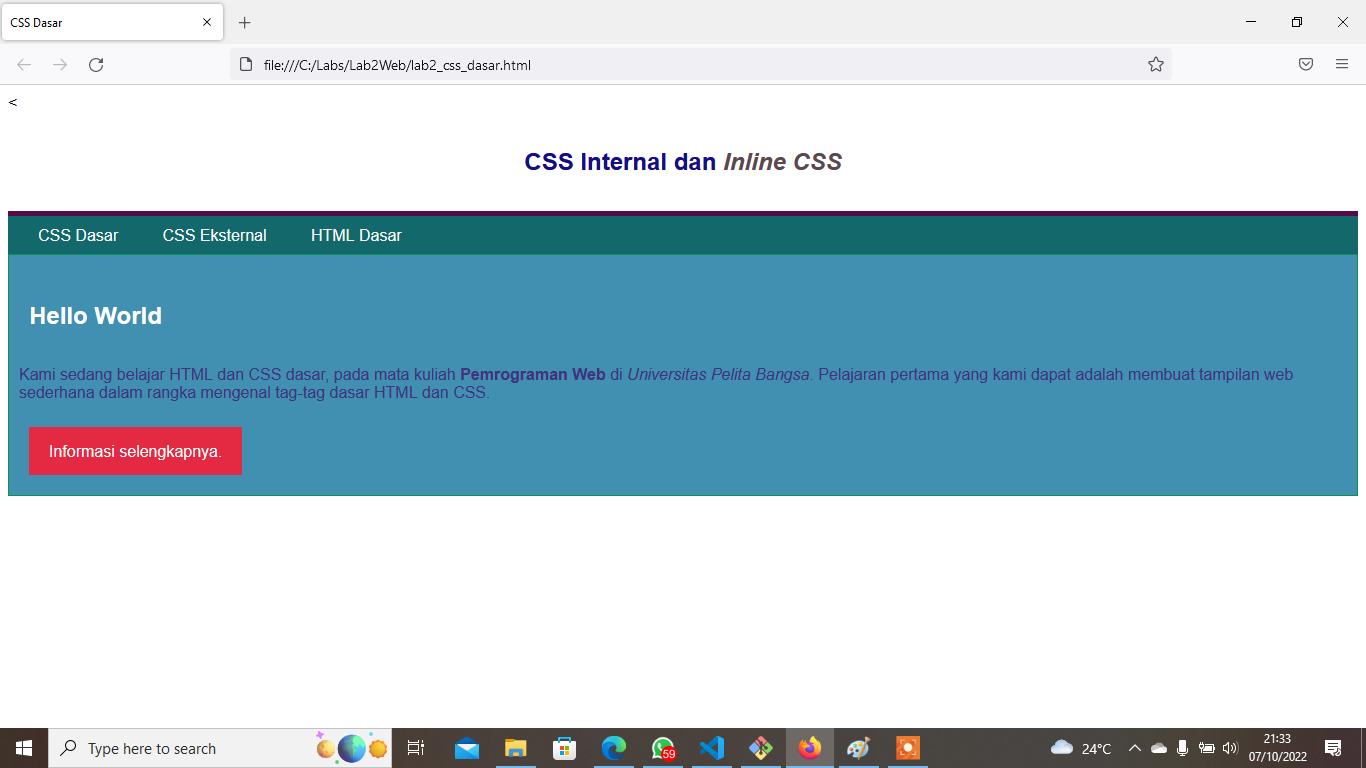 CSS Dasar
file:///C:/Labs/Lab2Web/lab2_css_dasar.html
<
CSS Internal dan Inline CSS
CSS Dasar CSS Eksternal HTML Dasar
Hello World
Kami sedang belajar HTML dan CSS dasar, pada mata kuliah Pemrograman Web di Universitas Pelita Bangsa. Pelajaran pertama yang kami dapat adalah membuat tampilan web
sederhana dalam rangka mengenal tag-tag dasar HTML dan CSS.
Informasi selengkapnya.
Type here to search
59
24°C
21:33
07/10/2022